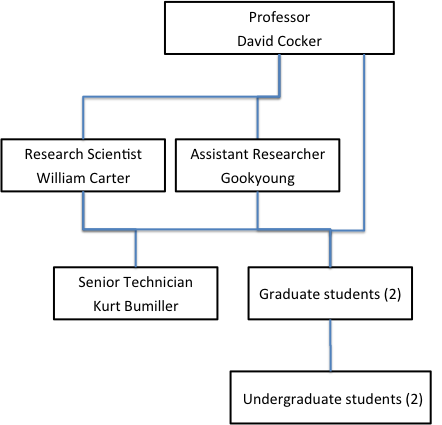 Professor
David Cocker
Research Scientist
William Carter
Assistant Researcher
Gookyoung
Senior Technician
Kurt Bumiller
Graduate students (2)
Undergraduate students (2)